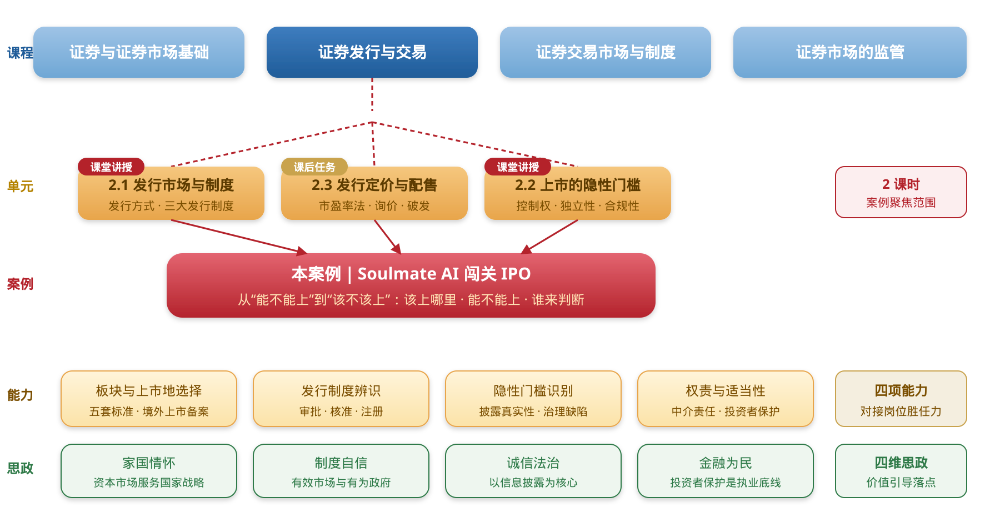 课程
证券与证券市场基础
证券发行与交易
证券交易市场与制度
证券市场的监管
单元
课堂讲授
2.1 发行市场与制度
发行方式 · 三大发行制度
课后任务
2.3 发行定价与配售
市盈率法 · 询价 · 破发
课堂讲授
2.2 上市的隐性门槛
控制权 · 独立性 · 合规性
2 课时
案例聚焦范围
案例
本案例 | Soulmate AI 闯关 IPO
从“能不能上”到“该不该上”：该上哪里 · 能不能上 · 谁来判断
能力
板块与上市地选择
五套标准 · 境外上市备案
发行制度辨识
审批 · 核准 · 注册
隐性门槛识别
披露真实性 · 治理缺陷
权责与适当性
中介责任 · 投资者保护
四项能力
对接岗位胜任力
思政
家国情怀
资本市场服务国家战略
制度自信
有效市场与有为政府
诚信法治
以信息披露为核心
金融为民
投资者保护是执业底线
四维思政
价值引导落点